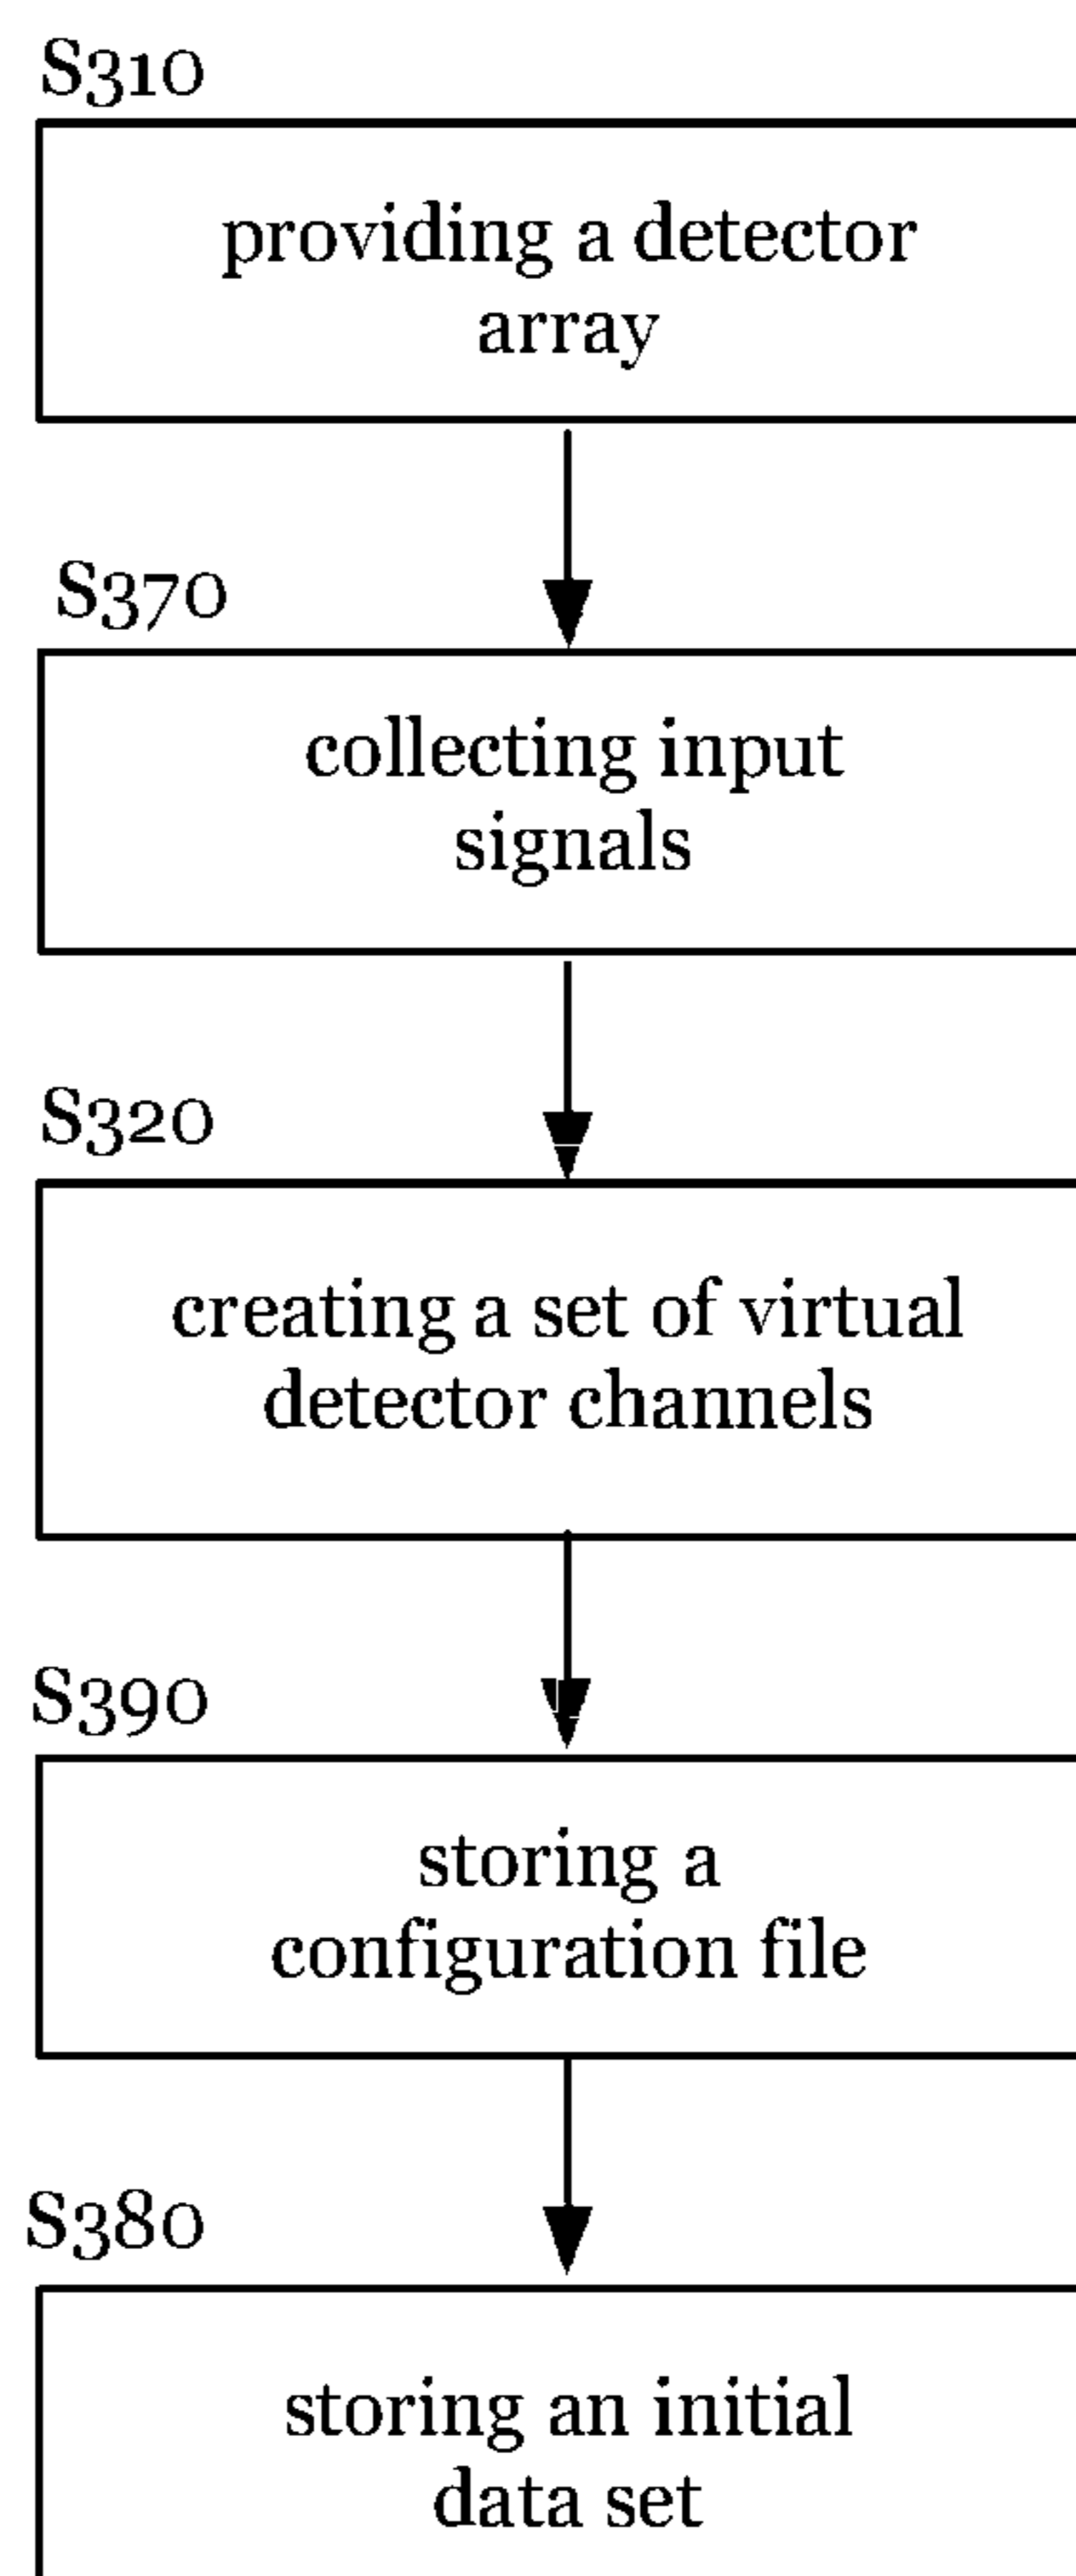 S310
providing a detector
array
S370
collecting input
signals
S320
creating a set of virtual
detector channels
S390
storing a
configuration file
S380
storing an initial
data set